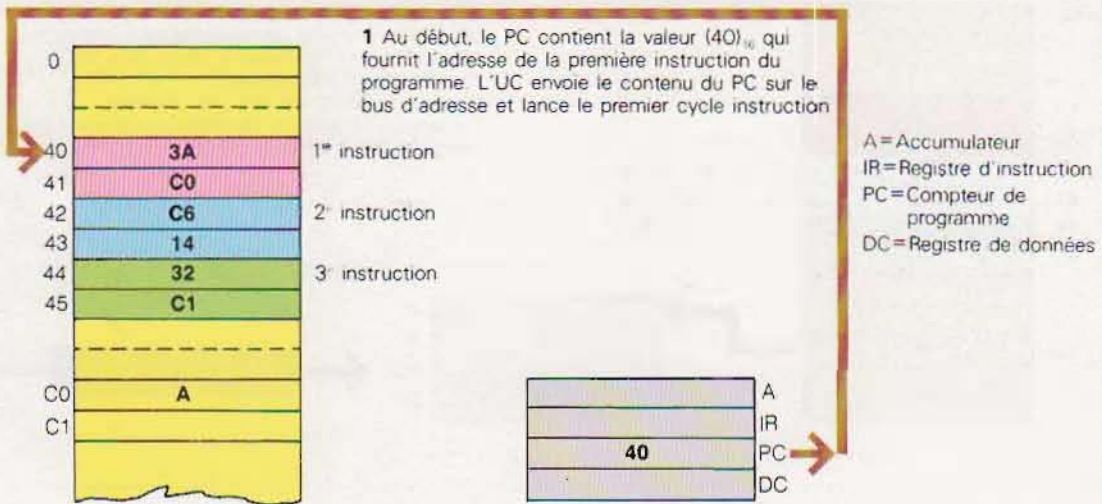 1 Au début, le PC contient la valeur (40)₁₆ qui
fournit l'adresse de la première instruction du
programme. L'UC envoie le contenu du PC sur le
bus d'adresse et lance le premier cycle instruction
0
40 3A 1re instruction
41 C0
42 C6 2e instruction
43 14
44 32 3e instruction
45 C1
C0 A
C1
A = Accumulateur
IR = Registre d'instruction
PC = Compteur de
programme
DC = Registre de données
A
IR
40 PC
DC